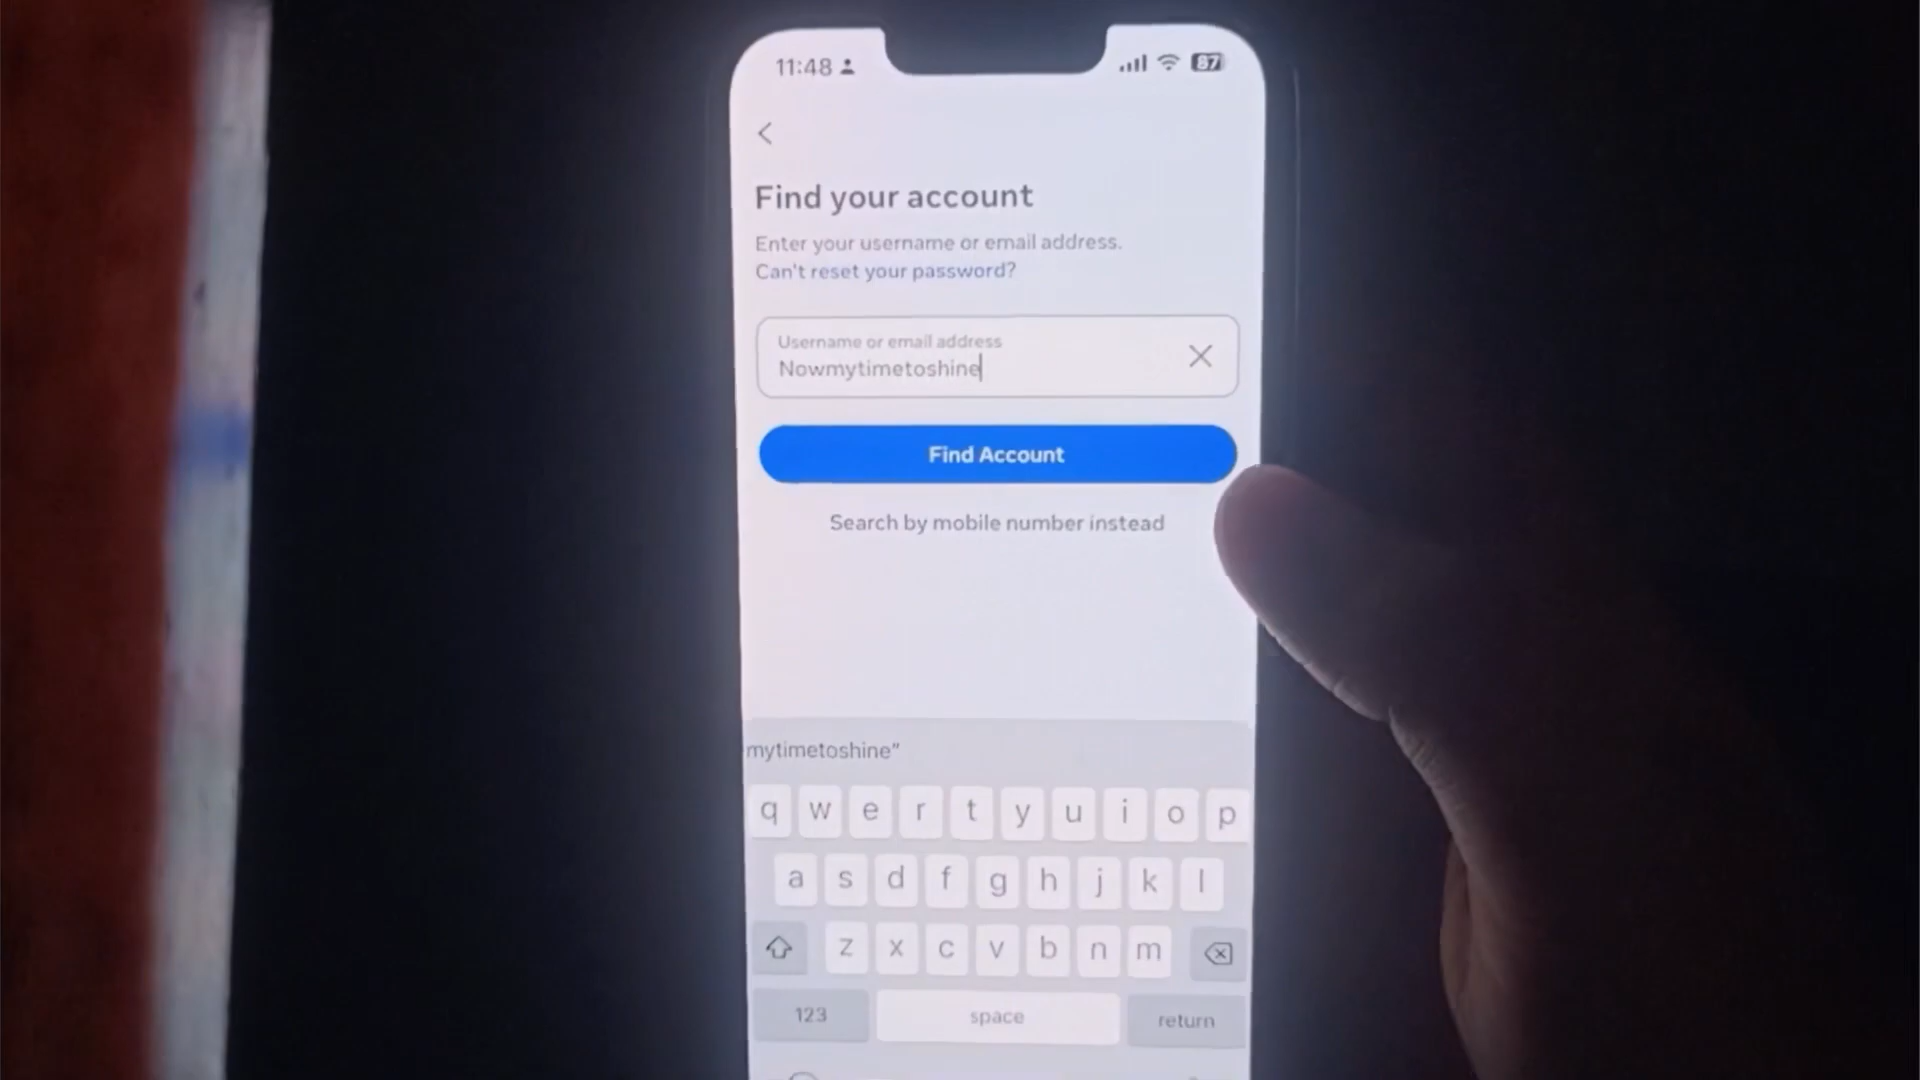 11:48
87
Find your account
Enter your username or email address.
Can't reset your password?
Username or email address
Nowmytimetoshine
Find Account
Search by mobile number instead
mytimetoshine”
q w e r t y u i o p
a s d f g h j k l
z x c v b n m
123 space return